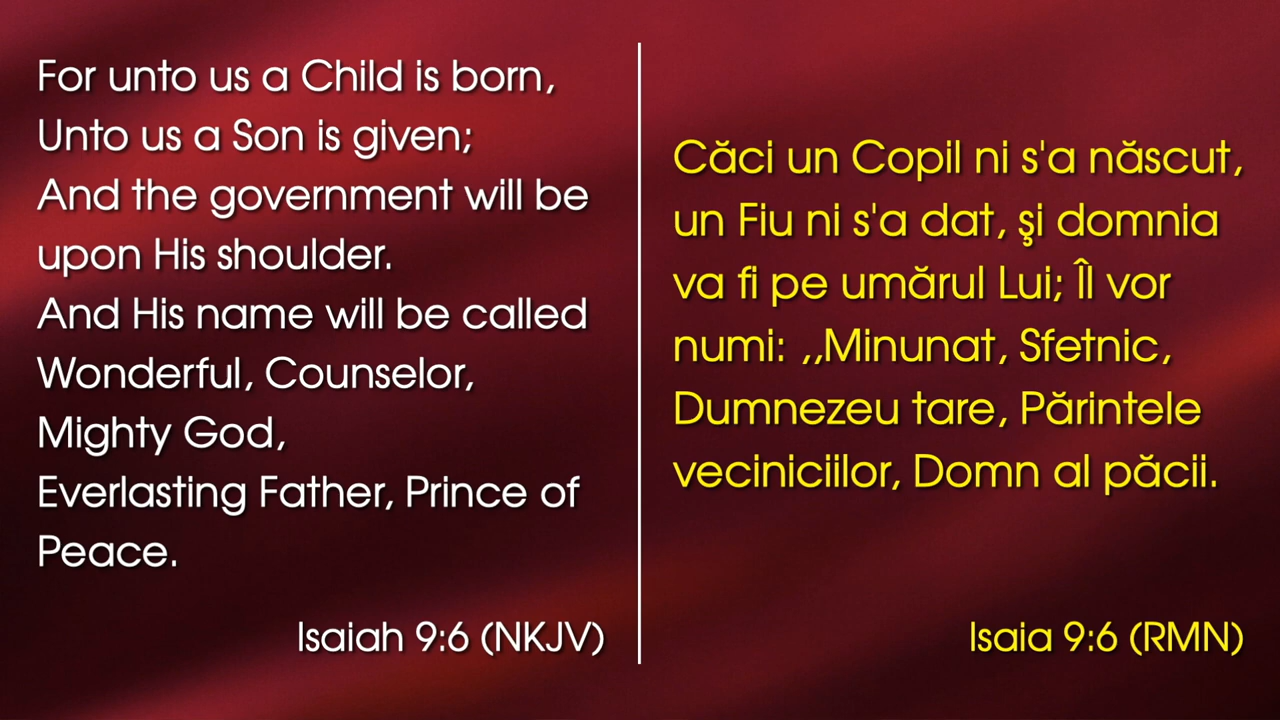 For unto us a Child is born,
Unto us a Son is given;
And the government will be
upon His shoulder.
And His name will be called
Wonderful, Counselor,
Mighty God,
Everlasting Father, Prince of
Peace.
Isaiah 9:6 (NKJV)
Căci un Copil ni s'a născut,
un Fiu ni s'a dat, şi domnia
va fi pe umărul Lui; Îl vor
numi: ,,Minunat, Sfetnic,
Dumnezeu tare, Părintele
veciniciilor, Domn al păcii.
Isaia 9:6 (RMN)